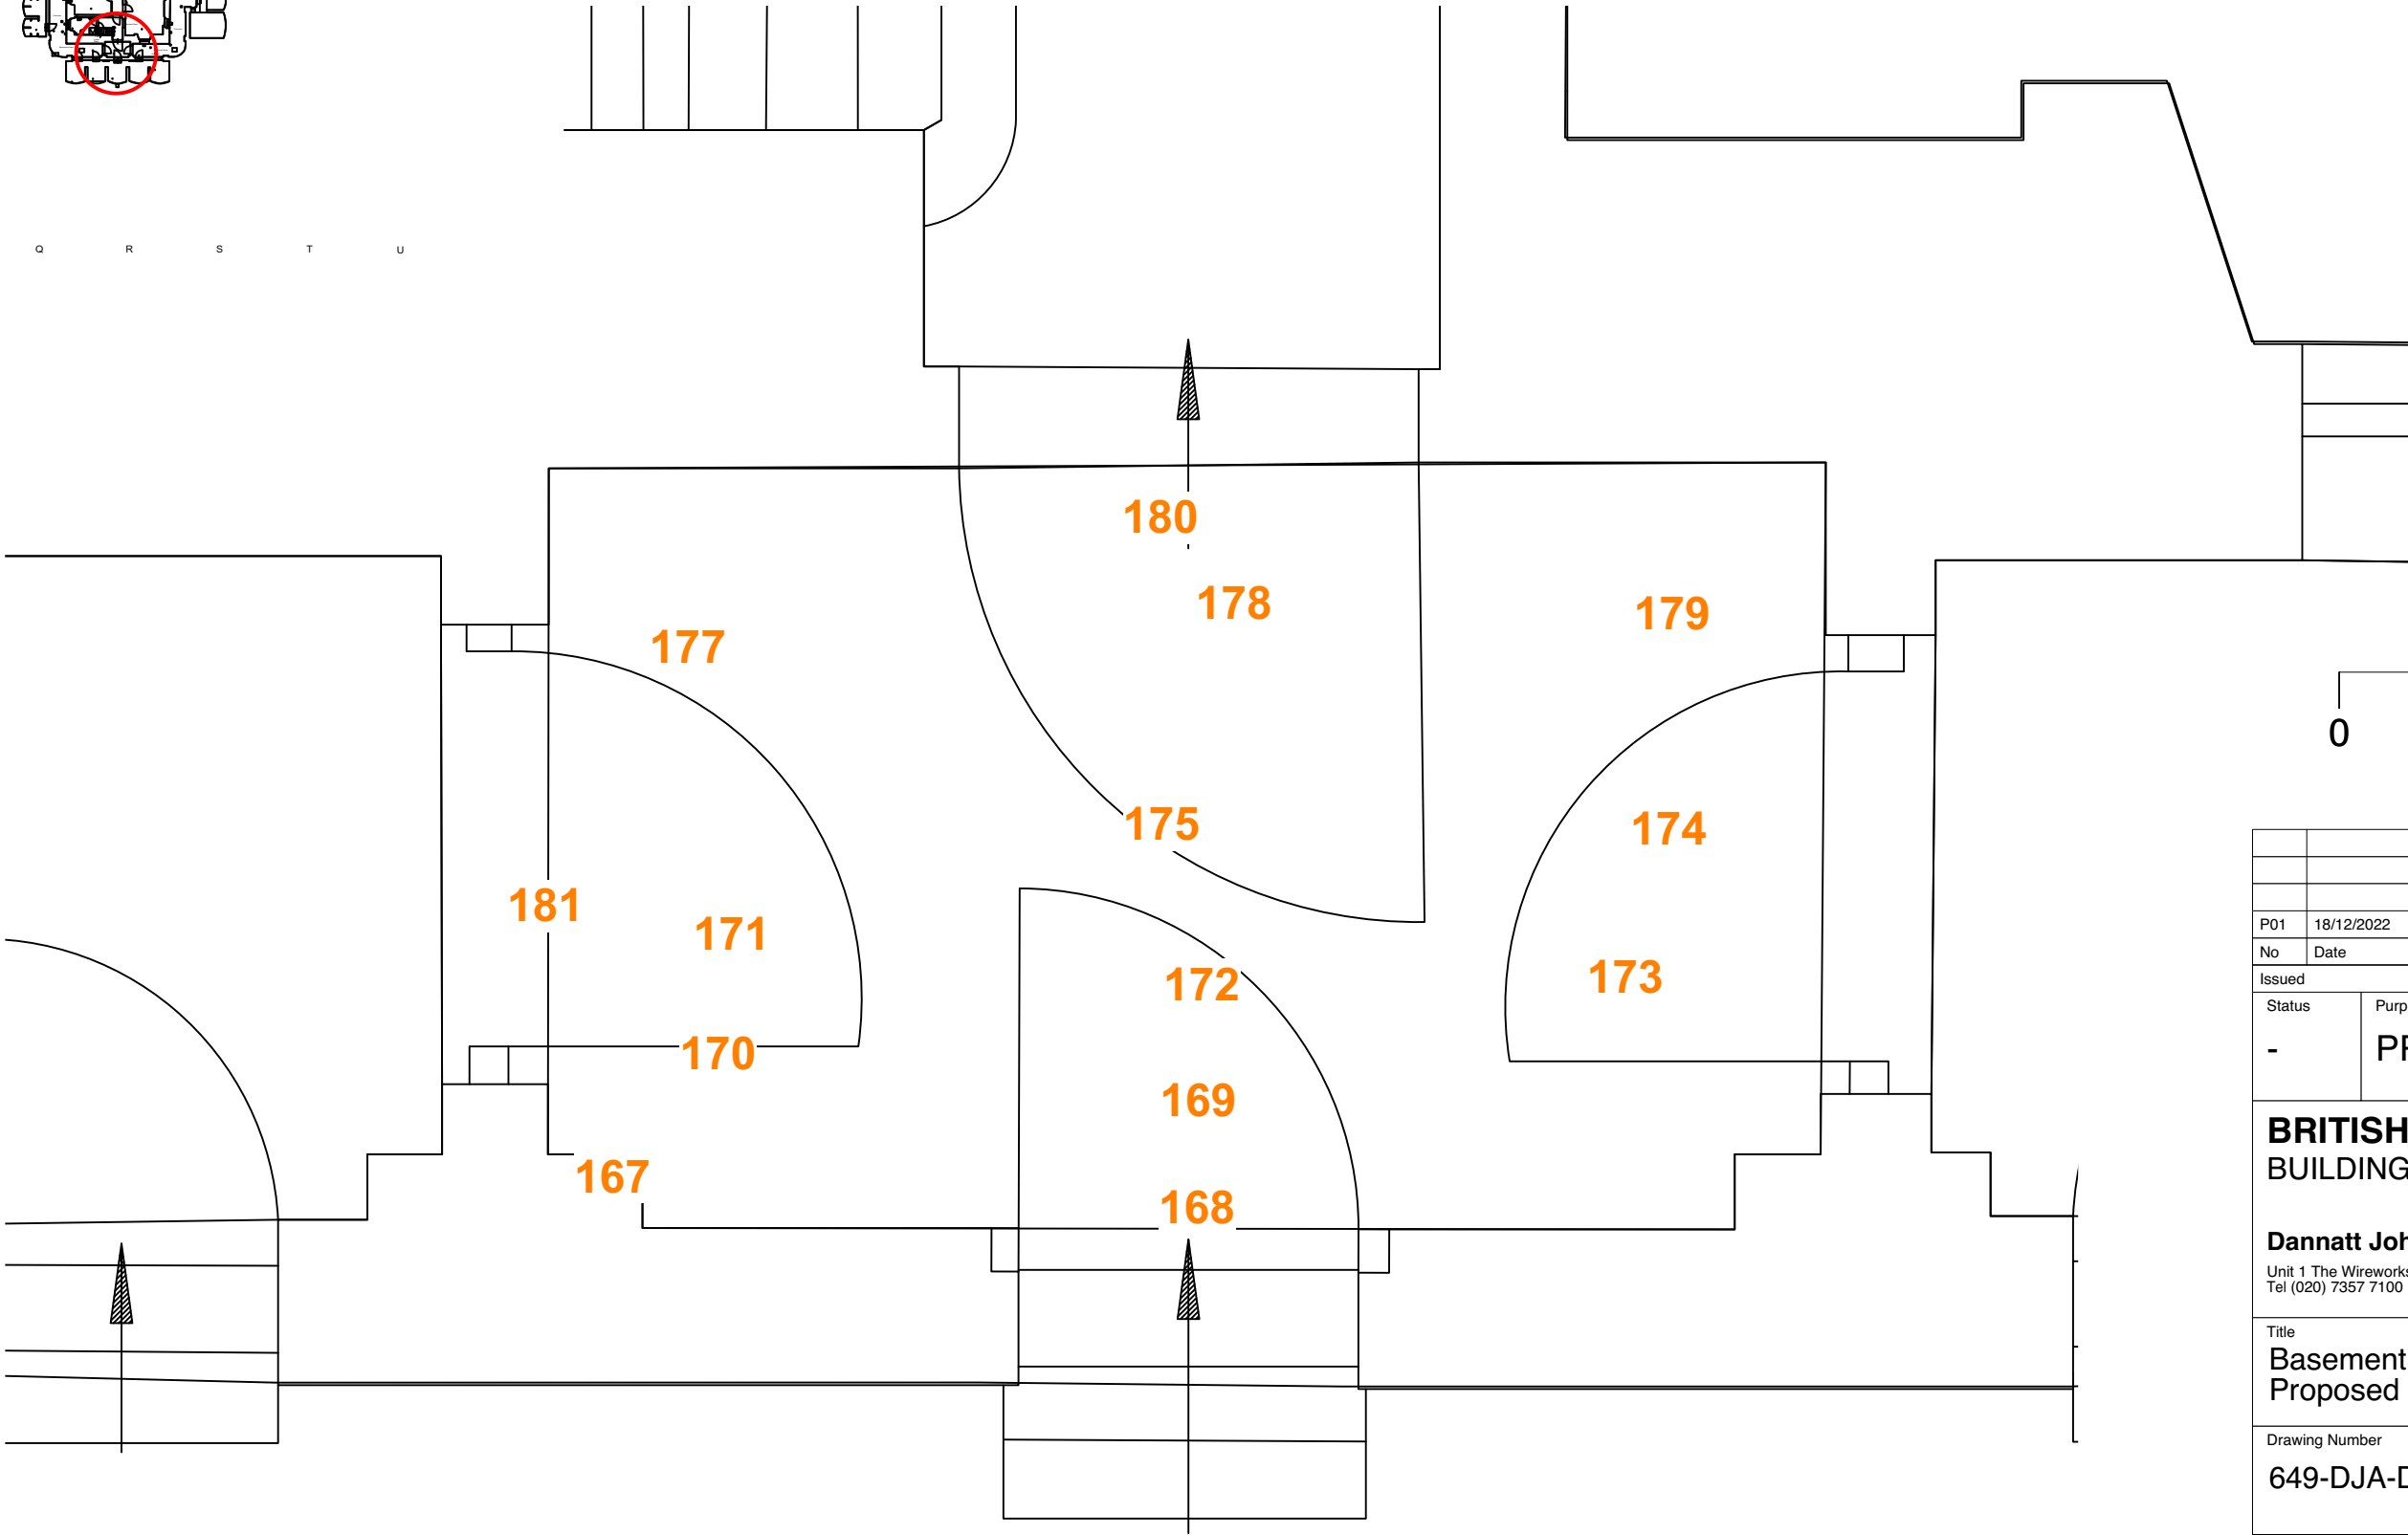 Q R S T U
180
178
179
177
175
174
181
171
172
173
170
169
167
168
0
P01 18/12/2022
No Date
Issued
Status
-
BRITISH
BUILDING
Dannatt
Unit 1 The Wireworks
Tel (020) 7357 7100
Title
Basement
Proposed
Drawing Number
649-DJA-